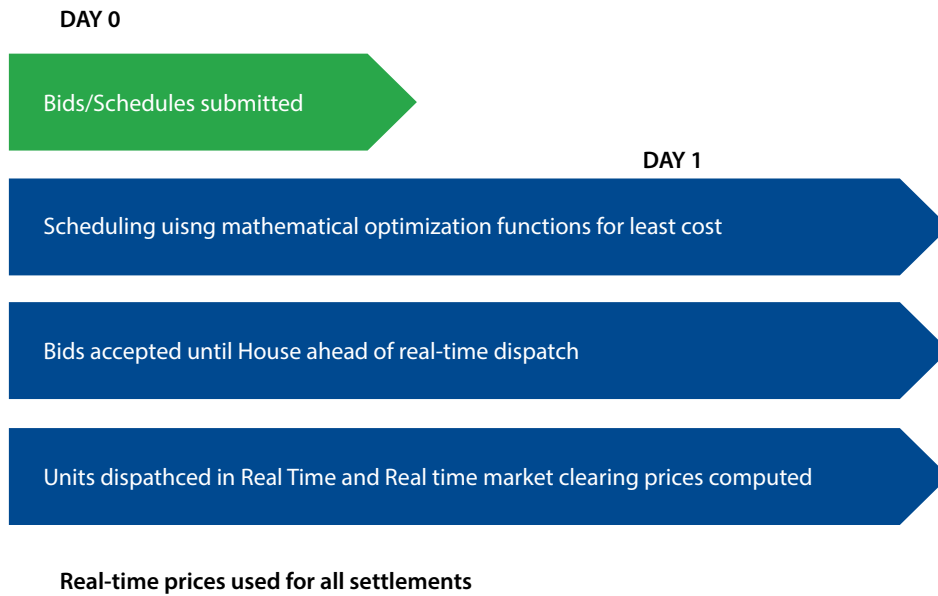 DAY 0
Bids/Schedules submitted
DAY 1
Scheduling uisng mathematical optimization functions for least cost
Bids accepted until House ahead of real-time dispatch
Units dispathced in Real Time and Real time market clearing prices computed
Real-time prices used for all settlements